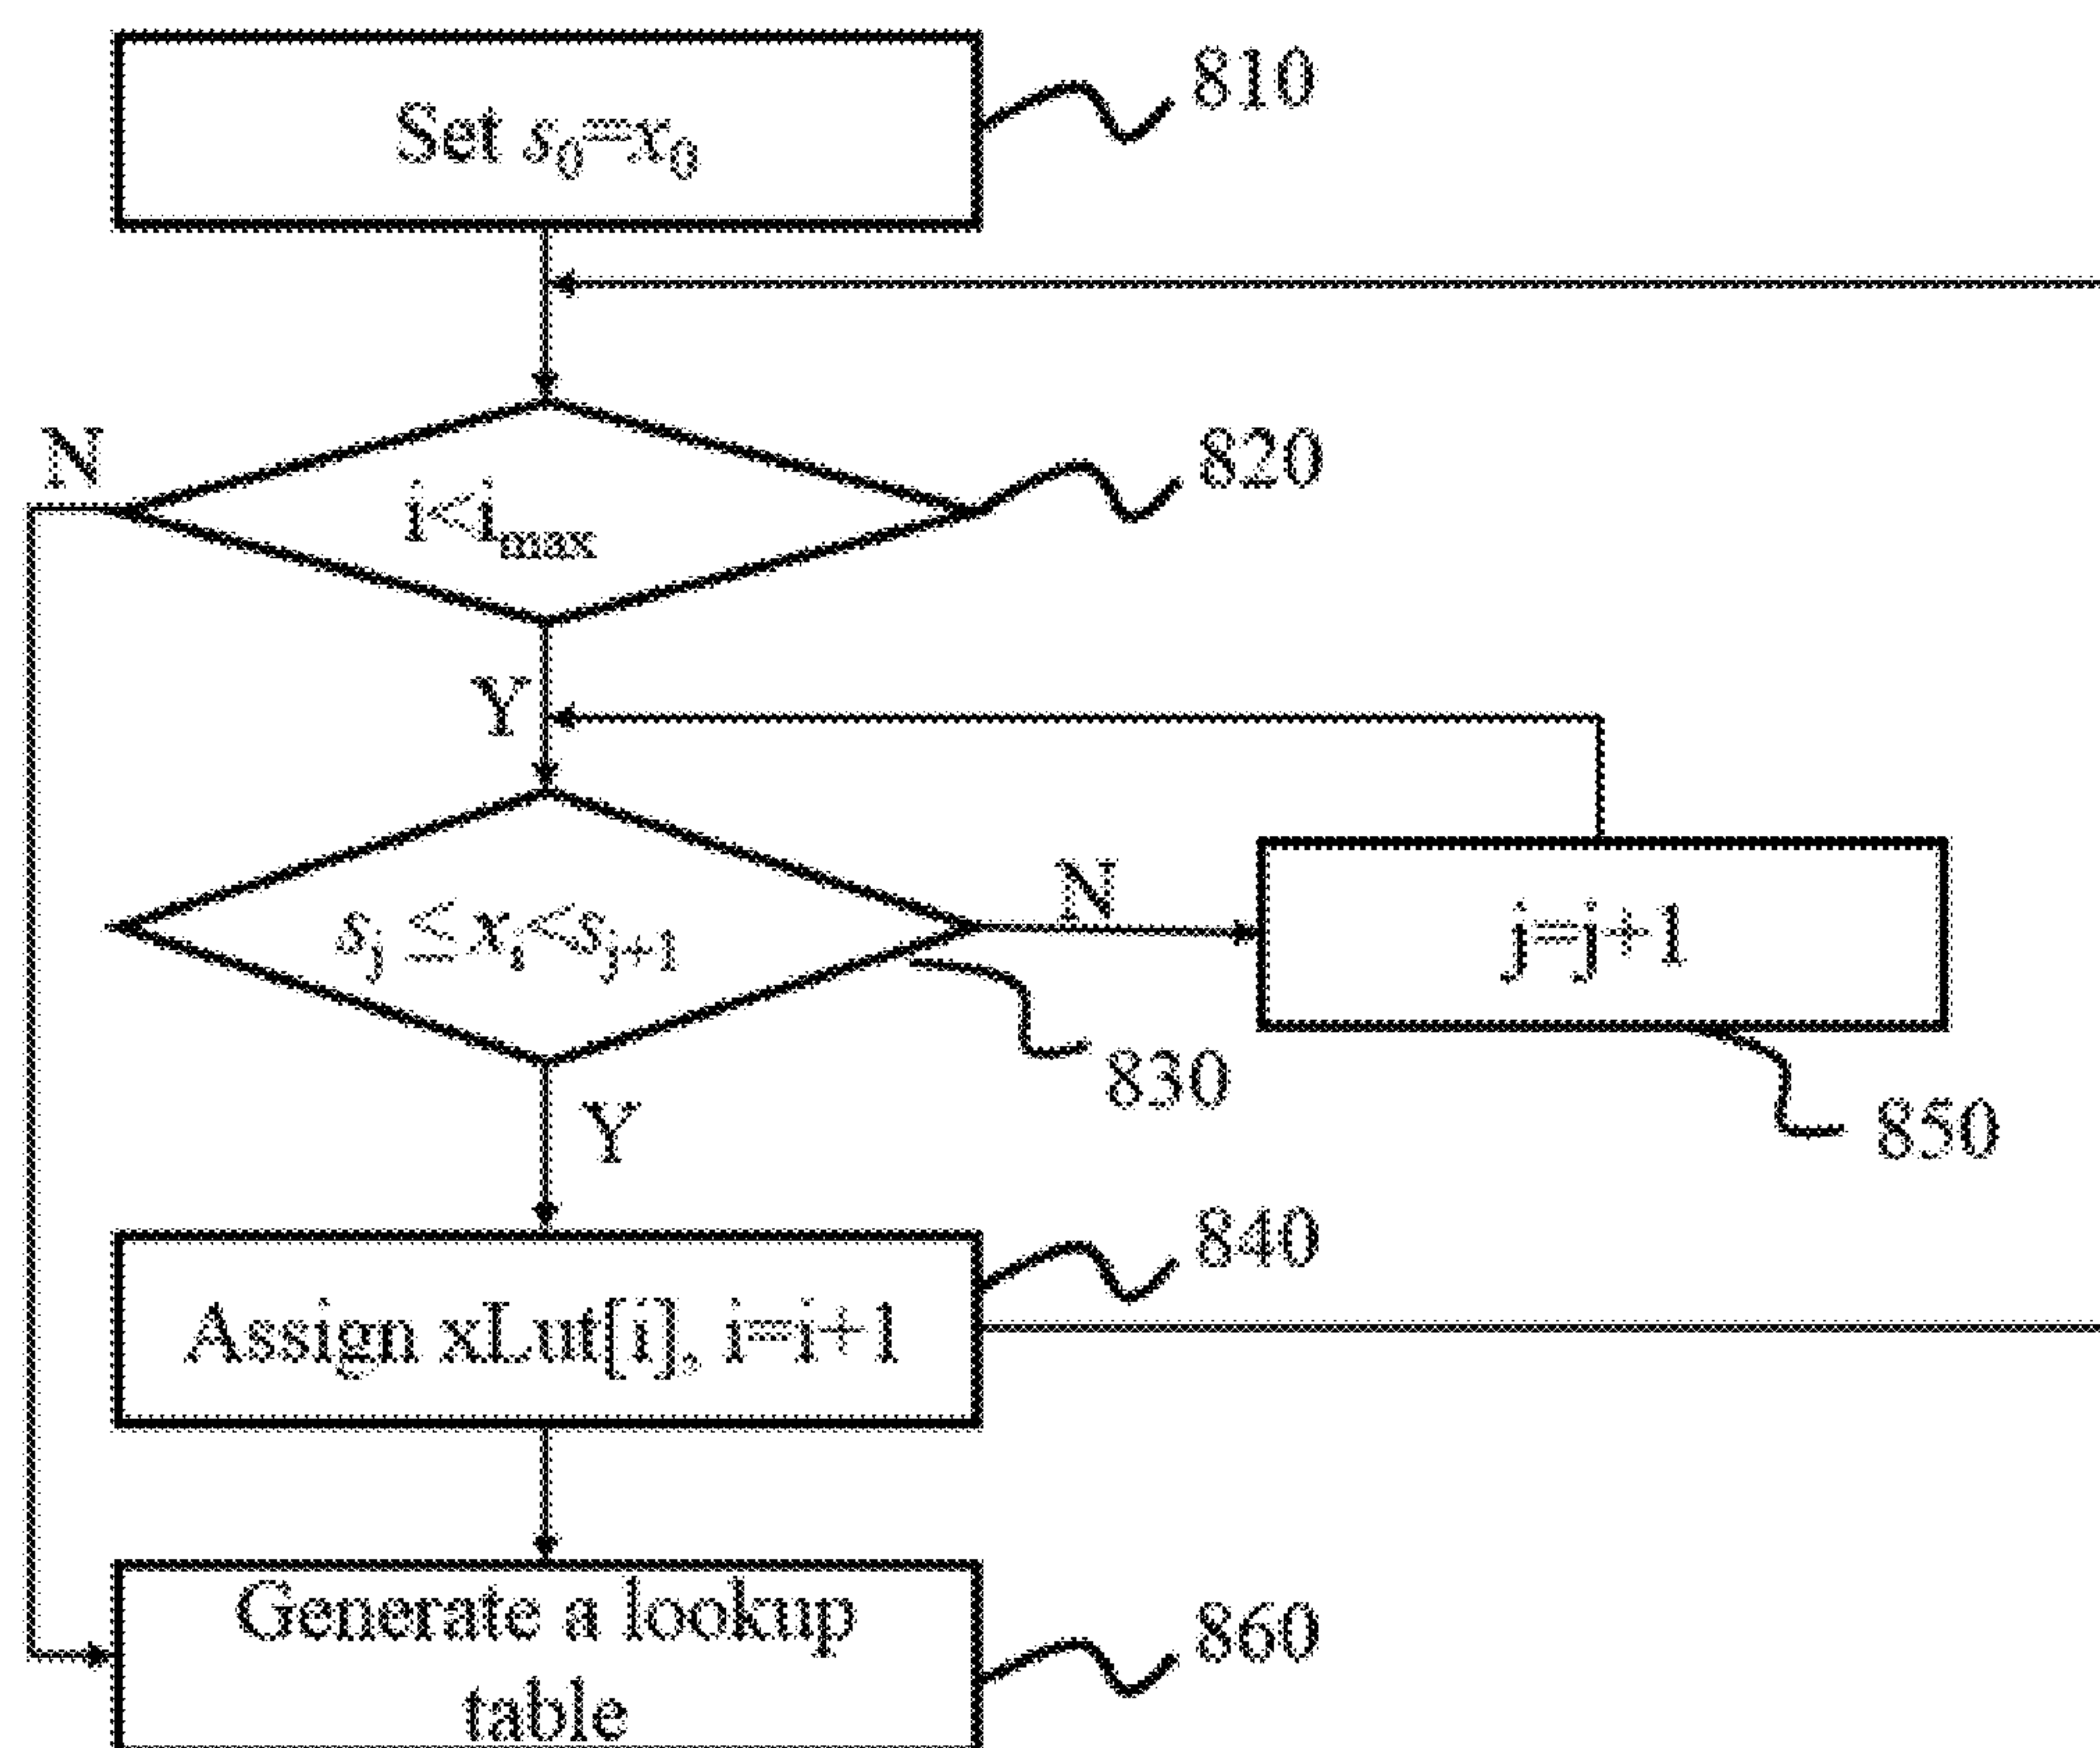 Set s₀=x₀
810
N
i<iₘₐₓ
820
Y
sⱼ ≤ xᵢ<sⱼ₊₁
N
j=j+1
830
850
Y
Assign xLut[i], i=i+1
840
Generate a lookup
table
860